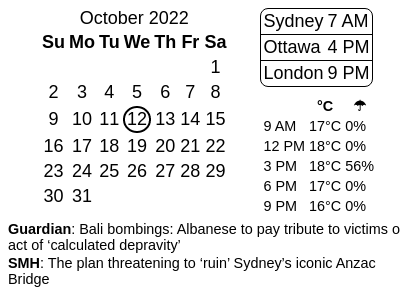 October 2022
Su Mo Tu We Th Fr Sa
1
2 3 4 5 6 7 8
9 10 11 12 13 14 15
16 17 18 19 20 21 22
23 24 25 26 27 28 29
30 31
Sydney 7 AM
Ottawa 4 PM
London 9 PM
°C ☂
9 AM 17°C 0%
12 PM 18°C 0%
3 PM 18°C 56%
6 PM 17°C 0%
9 PM 16°C 0%
Guardian: Bali bombings: Albanese to pay tribute to victims o
act of ‘calculated depravity’
SMH: The plan threatening to ‘ruin’ Sydney’s iconic Anzac
Bridge